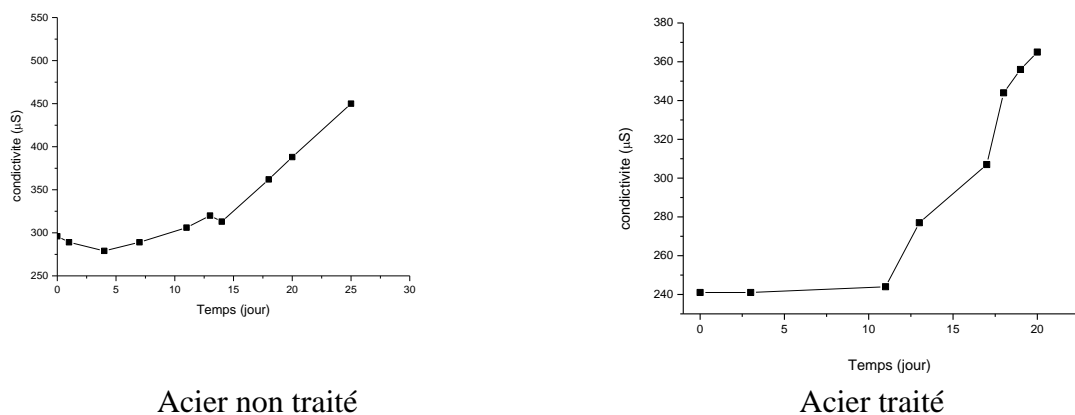 550
500
450
400
350
300
250
condictivite (µS)
0 5 10 15 20 25 30
Temps (jour)
Acier non traité
380
360
340
320
300
280
260
240
condictivite (µS)
0 5 10 15 20
Temps (jour)
Acier traité